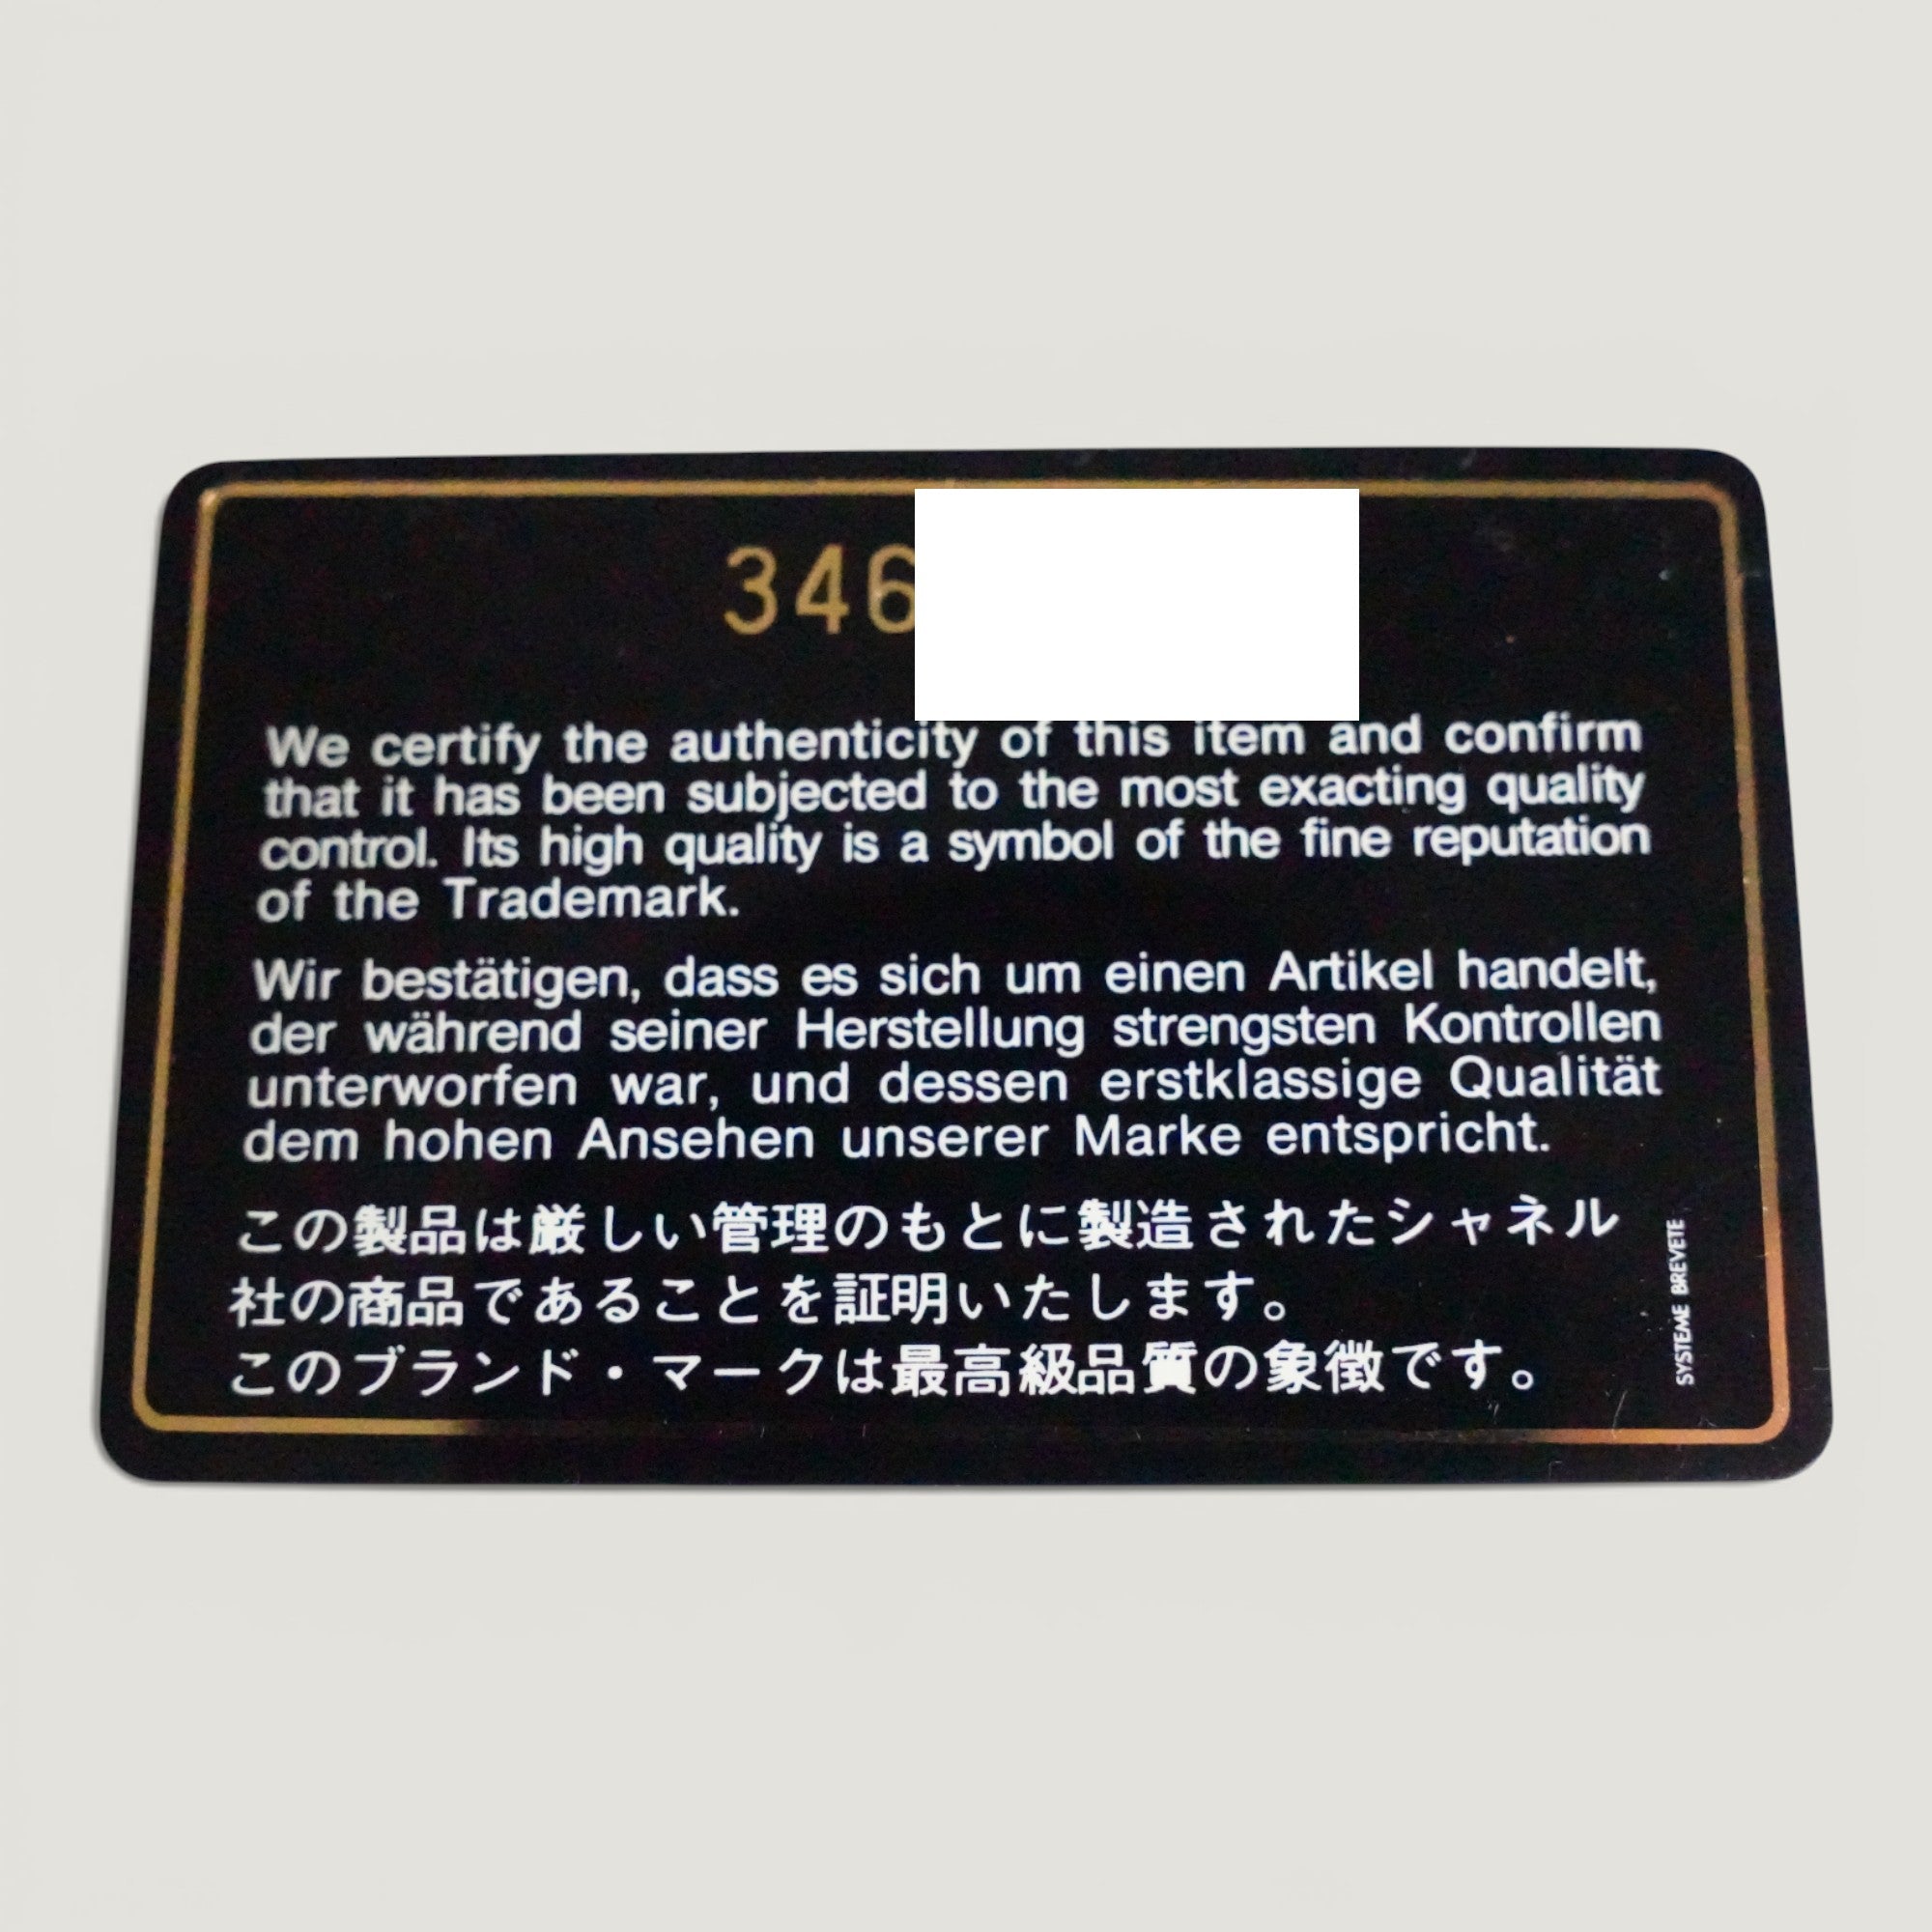 346
We certify the authenticity of this item and confirm
that it has been subjected to the most exacting quality
control. Its high quality is a symbol of the fine reputation
of the Trademark.
Wir bestätigen, dass es sich um einen Artikel handelt,
der während seiner Herstellung strengsten Kontrollen
unterworfen war, und dessen erstklassige Qualität
dem hohen Ansehen unserer Marke entspricht.
この製品は厳しい管理のもとに製造されたシャネル
社の商品であることを証明いたします。
このブランド・マークは最高級品質の象徴です。
SYSTEME BREVETE